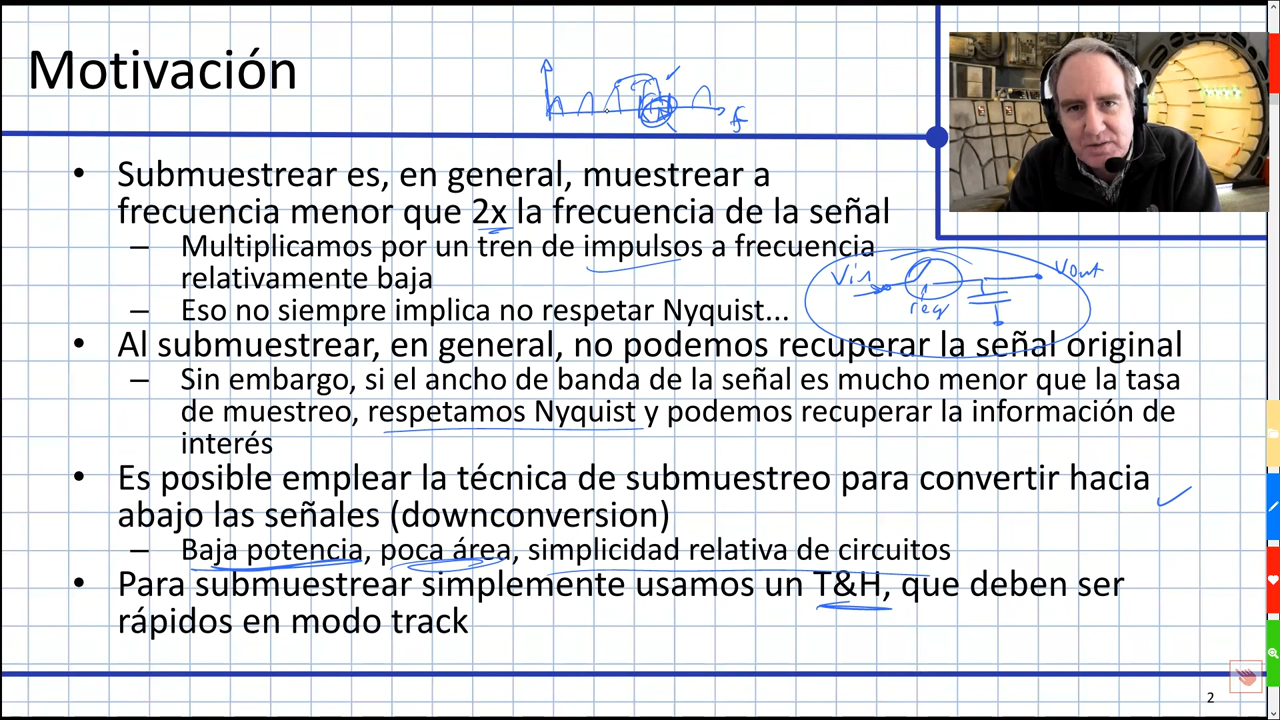 Motivación
f
• Submuestrear es, en general, muestrear a
frecuencia menor que 2x la frecuencia de la señal
– Multiplicamos por un tren de impulsos a frecuencia
relativamente baja
– Eso no siempre implica no respetar Nyquist...
Vin
req
Vout
• Al submuestrear, en general, no podemos recuperar la señal original
– Sin embargo, si el ancho de banda de la señal es mucho menor que la tasa
de muestreo, respetamos Nyquist y podemos recuperar la información de
interés
• Es posible emplear la técnica de submuestreo para convertir hacia
abajo las señales (downconversion)
– Baja potencia, poca área, simplicidad relativa de circuitos
• Para submuestrear simplemente usamos un T&H, que deben ser
rápidos en modo track
2